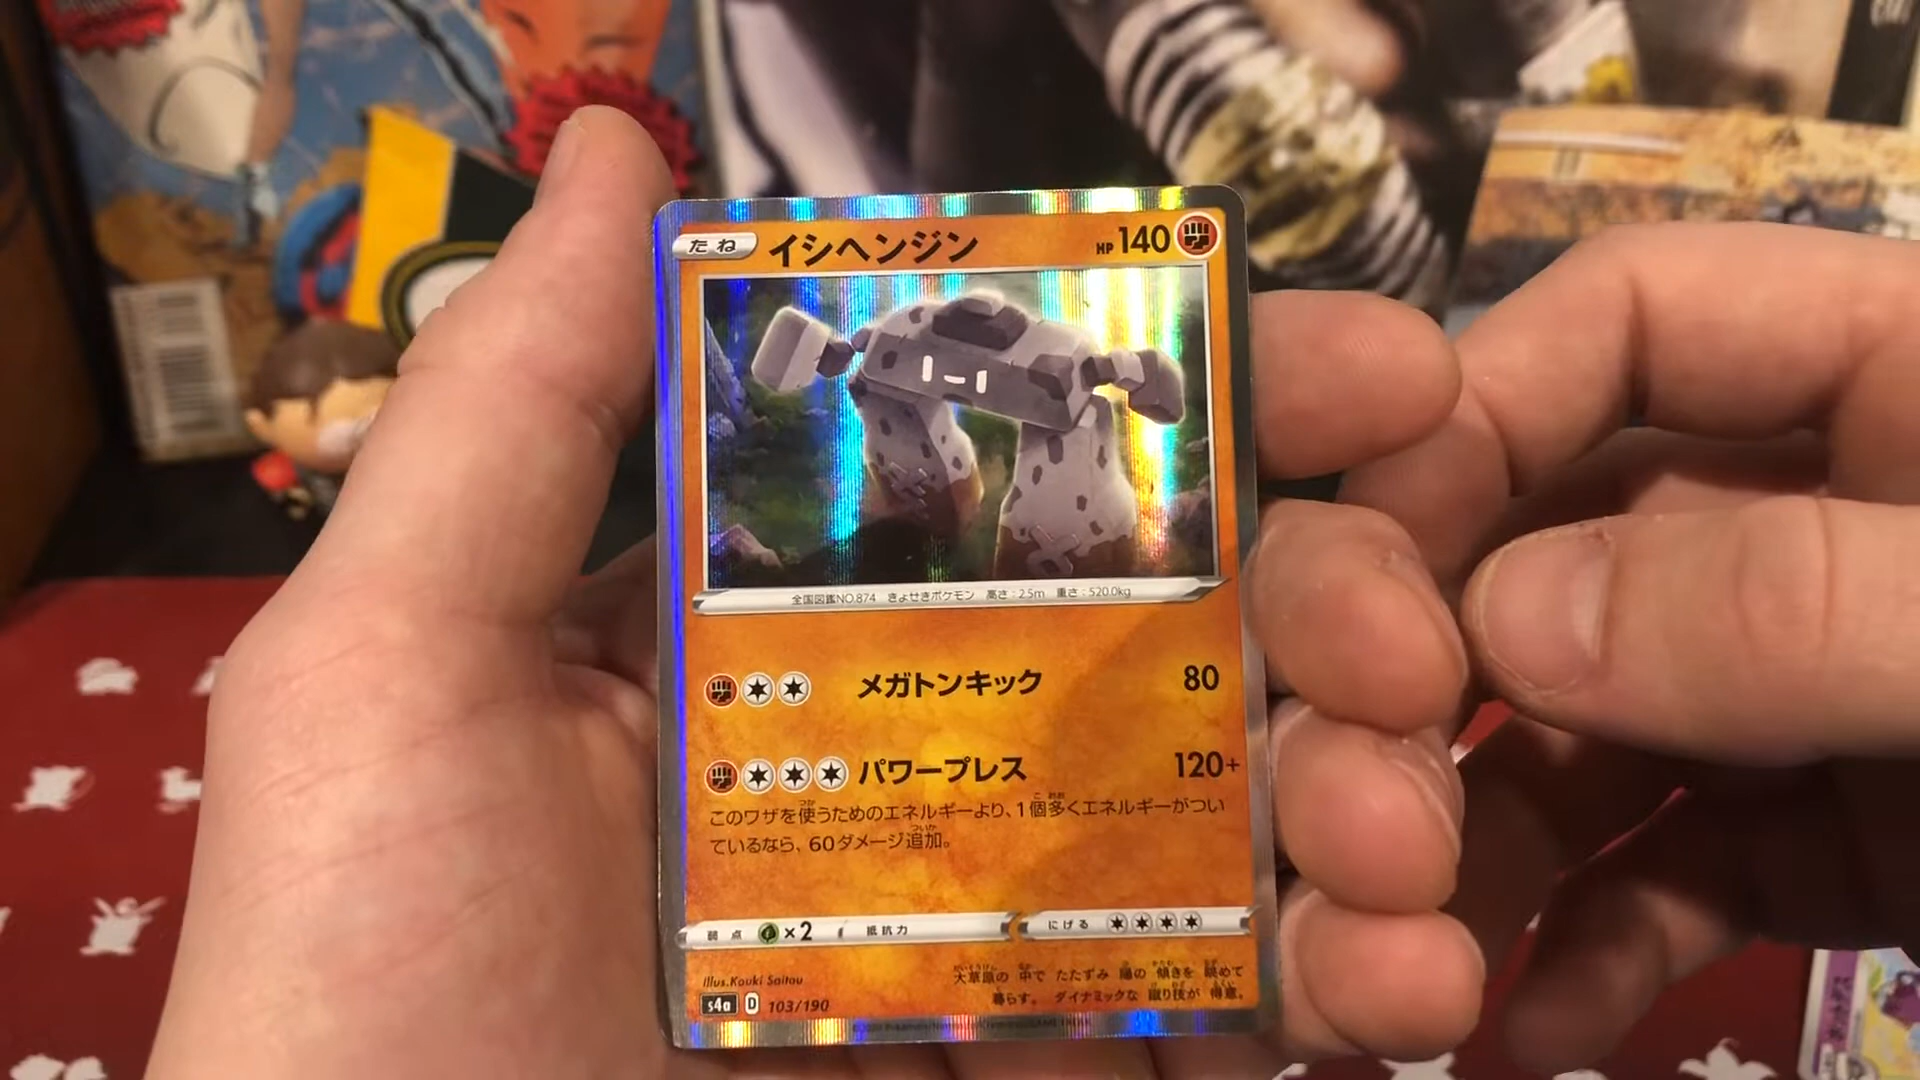 たね イシヘンジン HP 140
全国図鑑NO.874 きょせきポケモン 高さ:2.5m 重さ:520.0kg
メガトンキック 80
パワープレス 120+
このワザを使うためのエネルギーより、1個多くエネルギーがつい
ているなら、60ダメージ追加。
弱点 ×2 抵抗力 にげる
Illus.Kouki Saitou
大草原の 中で たたずみ 陽の 傾きを 眺めて
暮らす。 ダイナミックな 蹴り技が 得意。
s4a D 103/190